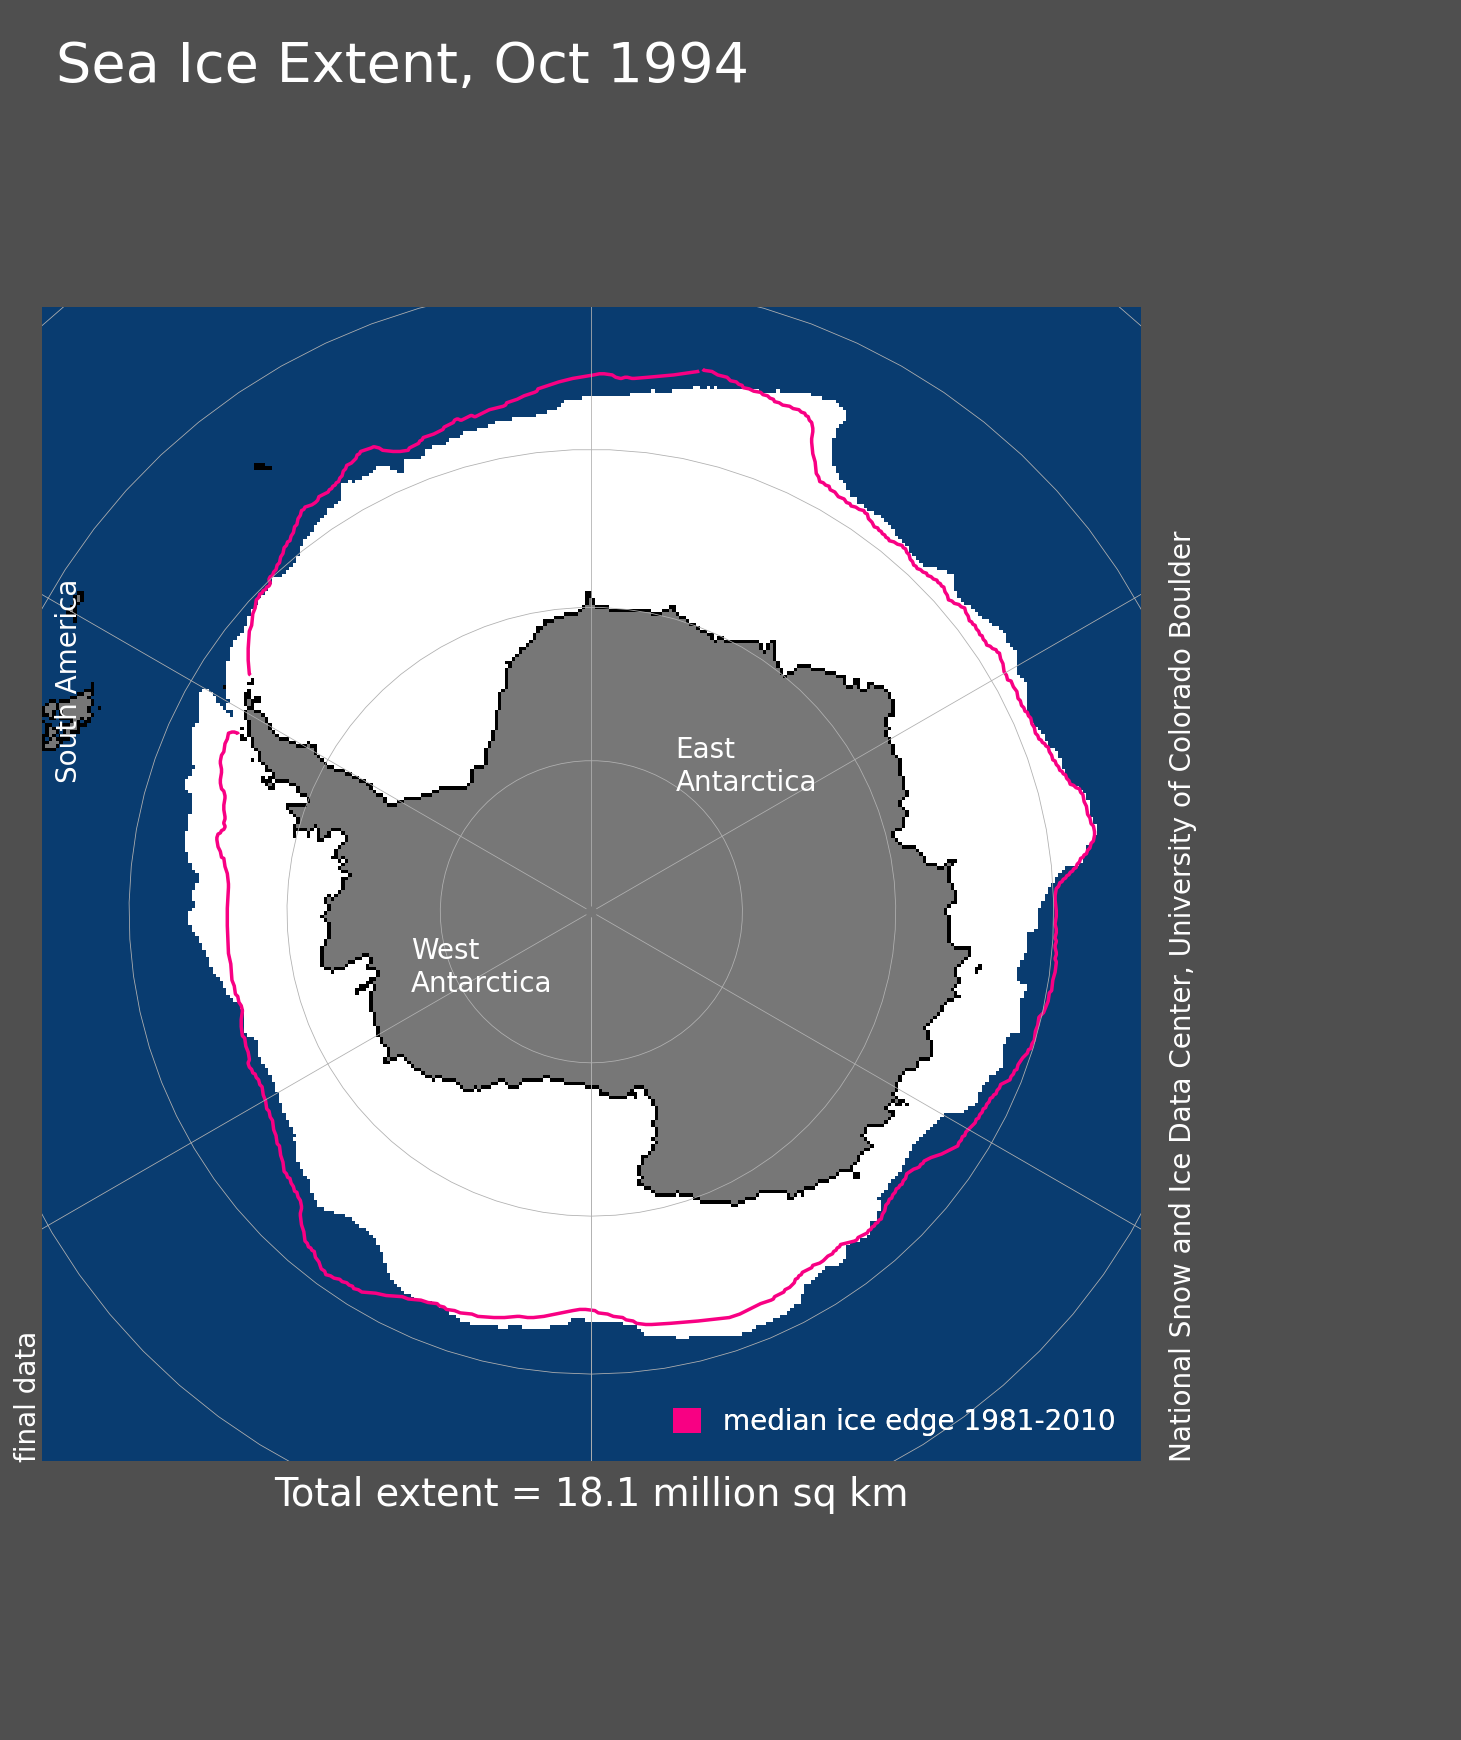 Sea Ice Extent, Oct 1994
South America
East
Antarctica
West
Antarctica
National Snow and Ice Data Center, University of Colorado Boulder
final data
median ice edge 1981-2010
Total extent = 18.1 million sq km